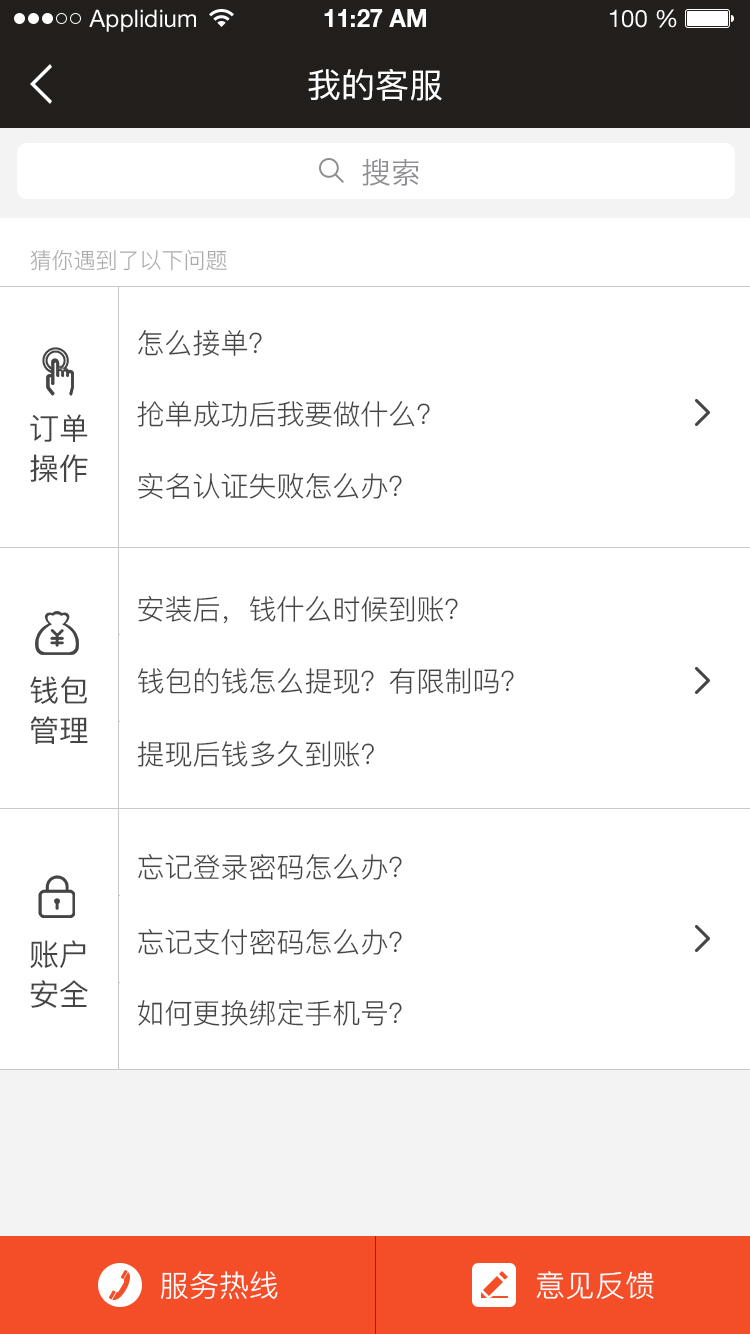 Applidium 11:27 AM 100 %
我的客服
搜索
猜你遇到了以下问题
订单
操作
怎么接单？
抢单成功后我要做什么？
实名认证失败怎么办？
钱包
管理
安装后，钱什么时候到账？
钱包的钱怎么提现？有限制吗？
提现后钱多久到账？
账户
安全
忘记登录密码怎么办？
忘记支付密码怎么办？
如何更换绑定手机号？
服务热线
意见反馈